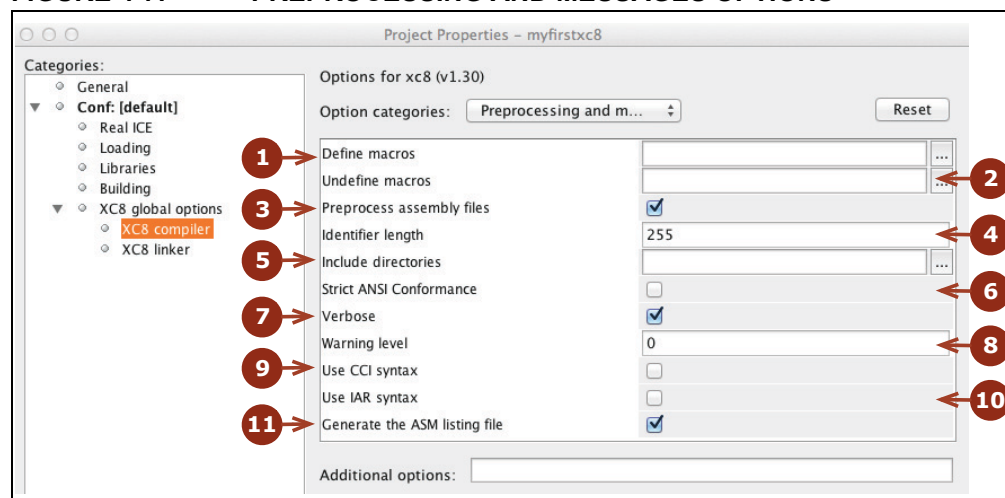 Project Properties – myfirstxc8
Categories:
General
Conf: [default]
Real ICE
Loading
Libraries
Building
XC8 global options
XC8 compiler
XC8 linker
Options for xc8 (v1.30)
Option categories: Preprocessing and m... Reset
1 Define macros ...
Undefine macros ... 2
3 Preprocess assembly files
Identifier length 255 4
5 Include directories ...
Strict ANSI Conformance 6
7 Verbose
Warning level 0 8
9 Use CCI syntax
Use IAR syntax 10
11 Generate the ASM listing file
Additional options: